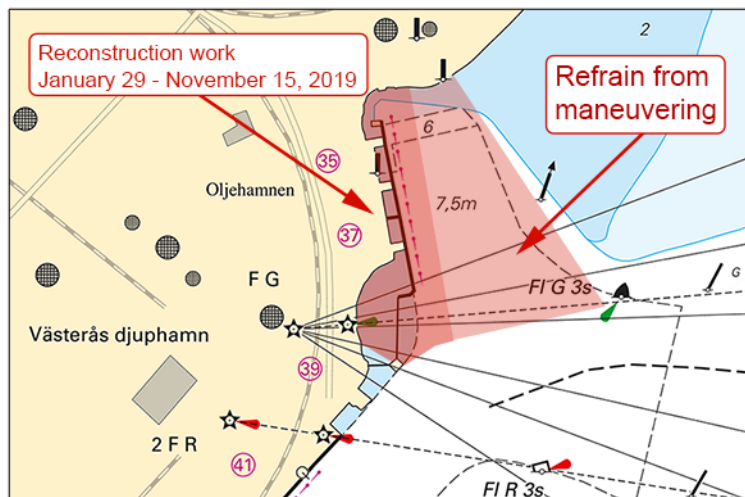 Reconstruction work
January 29 - November 15, 2019
2
Refrain from
maneuvering
6
35
Oljehamnen
7,5m
37
F G
Fl G 3s
G
Västerås djuphamn
39
2 F R
41
Fl R 3s